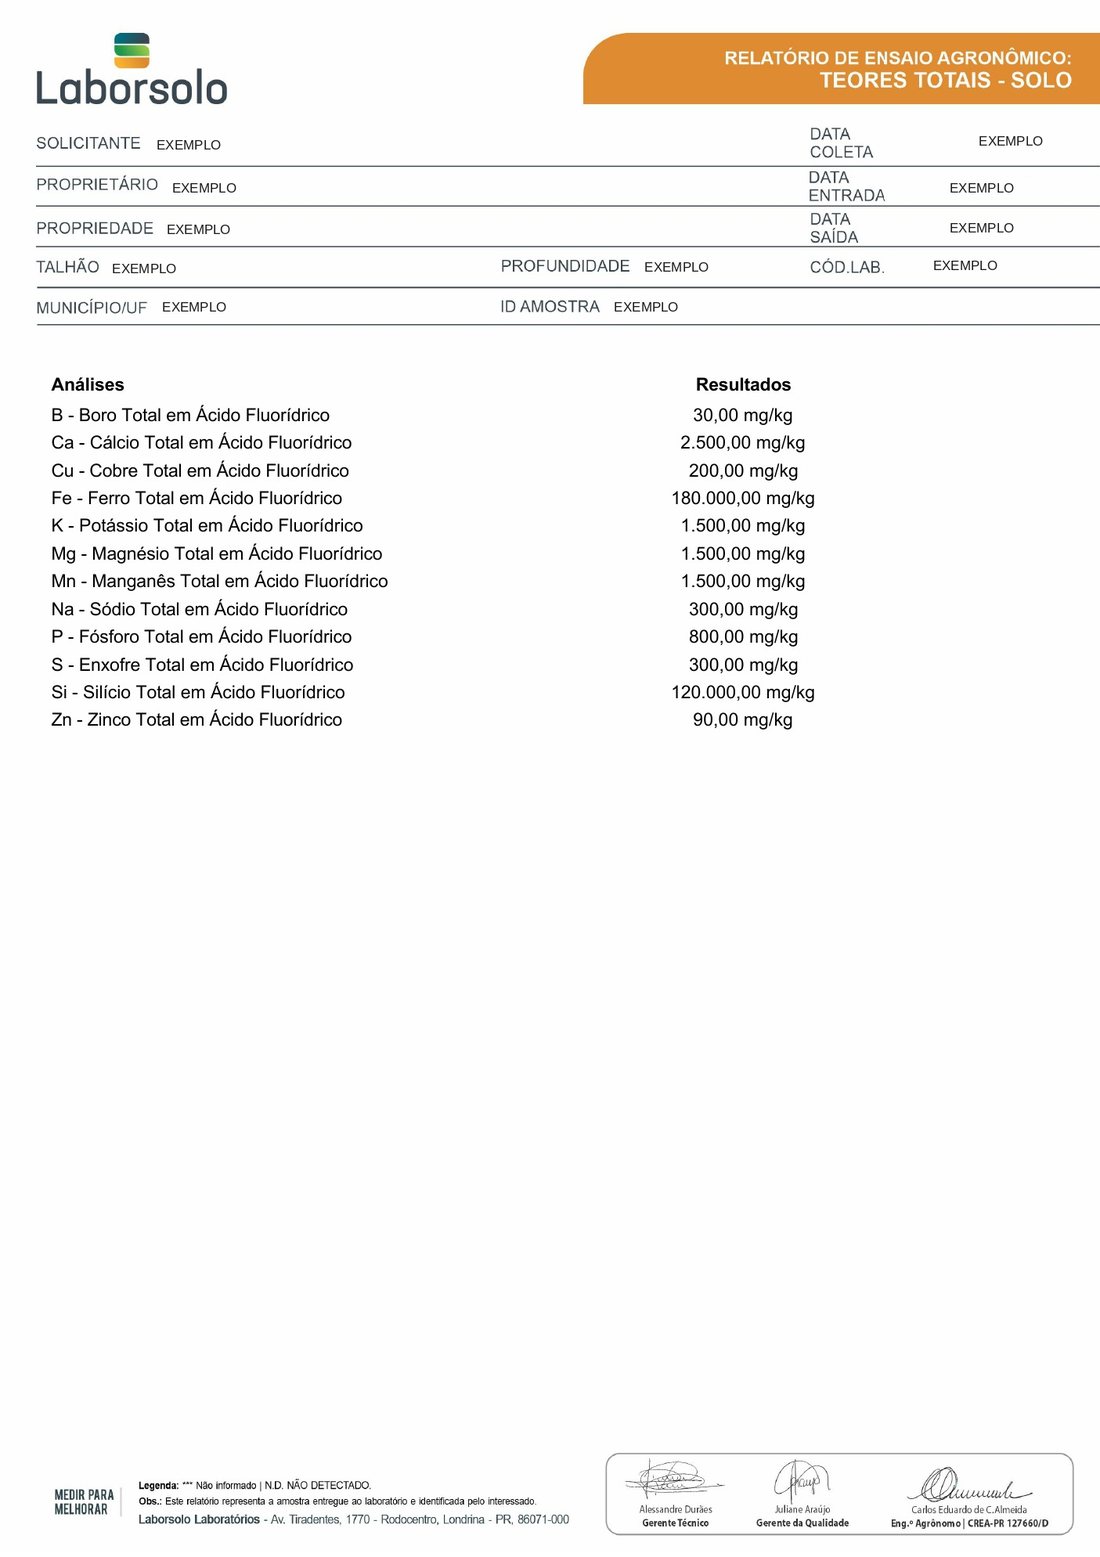 Laborsolo
RELATÓRIO DE ENSAIO AGRONÔMICO:
TEORES TOTAIS - SOLO
SOLICITANTE EXEMPLO
DATA COLETA EXEMPLO
PROPRIETÁRIO EXEMPLO
DATA ENTRADA EXEMPLO
PROPRIEDADE EXEMPLO
DATA SAÍDA EXEMPLO
TALHÃO EXEMPLO PROFUNDIDADE EXEMPLO CÓD.LAB. EXEMPLO
MUNICÍPIO/UF EXEMPLO ID AMOSTRA EXEMPLO
Análises Resultados
B - Boro Total em Ácido Fluorídrico 30,00 mg/kg
Ca - Cálcio Total em Ácido Fluorídrico 2.500,00 mg/kg
Cu - Cobre Total em Ácido Fluorídrico 200,00 mg/kg
Fe - Ferro Total em Ácido Fluorídrico 180.000,00 mg/kg
K - Potássio Total em Ácido Fluorídrico 1.500,00 mg/kg
Mg - Magnésio Total em Ácido Fluorídrico 1.500,00 mg/kg
Mn - Manganês Total em Ácido Fluorídrico 1.500,00 mg/kg
Na - Sódio Total em Ácido Fluorídrico 300,00 mg/kg
P - Fósforo Total em Ácido Fluorídrico 800,00 mg/kg
S - Enxofre Total em Ácido Fluorídrico 300,00 mg/kg
Si - Silício Total em Ácido Fluorídrico 120.000,00 mg/kg
Zn - Zinco Total em Ácido Fluorídrico 90,00 mg/kg
MEDIR PARA
MELHORAR
Legenda: *** Não informado | N.D. NÃO DETECTADO.
Obs.: Este relatório representa a amostra entregue ao laboratório e identificada pelo interessado.
Laborsolo Laboratórios - Av. Tiradentes, 1770 - Rodocentro, Londrina - PR, 86071-000
Alessandre Durães
Gerente Técnico
Juliane Araújo
Gerente da Qualidade
Carlos Eduardo de C.Almeida
Eng.º Agrônomo | CREA-PR 127660/D